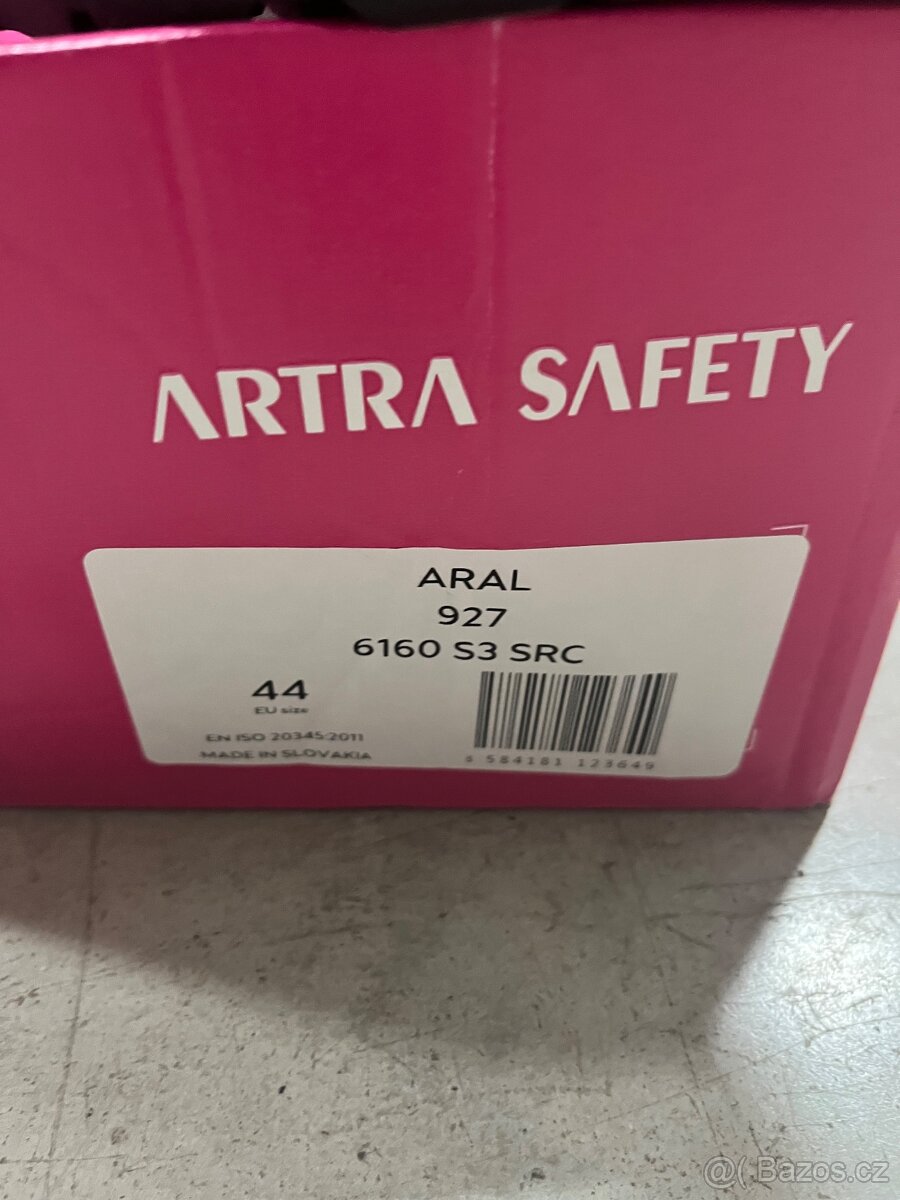 ARTRA SAFETY
ARAL
927
6160 S3 SRC
44
EU size
EN ISO 20345:2011
MADE IN SLOVAKIA
584181 123649
@( Bazos.cz